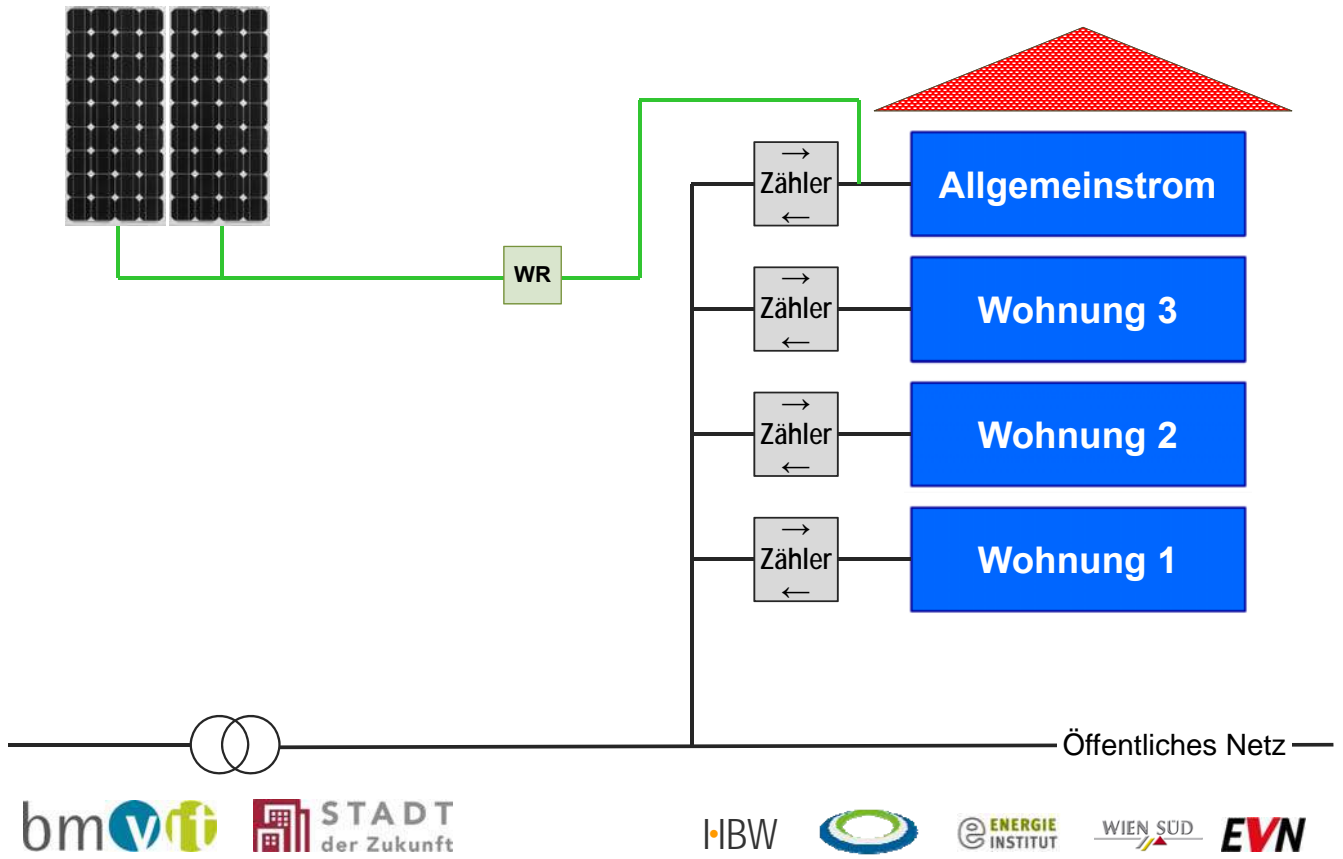 →
Zähler
←
Allgemeinstrom
WR
→
Zähler
←
Wohnung 3
→
Zähler
←
Wohnung 2
→
Zähler
←
Wohnung 1
Öffentliches Netz
bmvit
STADT
der Zukunft
HBW
e ENERGIE
INSTITUT
WIEN SÜD
EVN